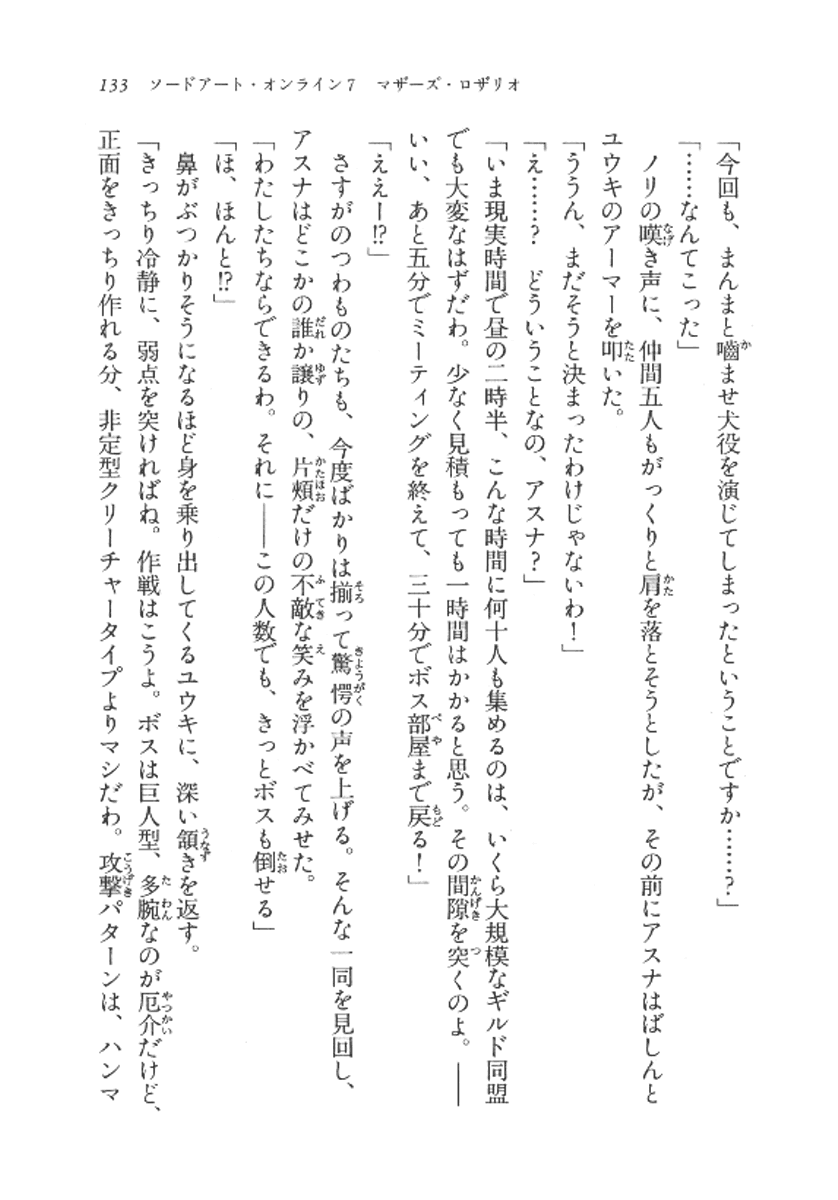 133 ソードアート・オンライン7 マザーズ・ロザリオ
「今回も、まんまと嚙ませ犬役を演じてしまったということですか……？」
「……なんてこった」
ノリの嘆き声に、仲間五人もがっくりと肩を落とそうとしたが、その前にアスナはばしんと
ユウキのアーマーを叩いた。
「ううん、まだそうと決まったわけじゃないわ！」
「え……？　どういうことなの、アスナ？」
「いま現実時間で昼の二時半、こんな時間に何十人も集めるのは、いくら大規模なギルド同盟
でも大変なはずだわ。少なく見積もっても一時間はかかると思う。その間隙を突くのよ。――
いい、あと五分でミーティングを終えて、三十分でボス部屋まで戻る！」
「ええー!?」
さすがのつわものたちも、今度ばかりは揃って驚愕の声を上げる。そんな一同を見回し、
アスナはどこかの誰か譲りの、片頰だけの不敵な笑みを浮かべてみせた。
「わたしたちならできるわ。それに――この人数でも、きっとボスも倒せる」
「ほ、ほんと!?」
鼻がぶつかりそうになるほど身を乗り出してくるユウキに、深い頷きを返す。
「きっちり冷静に、弱点を突ければね。作戦はこうよ。ボスは巨人型、多腕なのが厄介だけど、
正面をきっちり作れる分、非定型クリーチャータイプよりマシだわ。攻撃パターンは、ハンマ